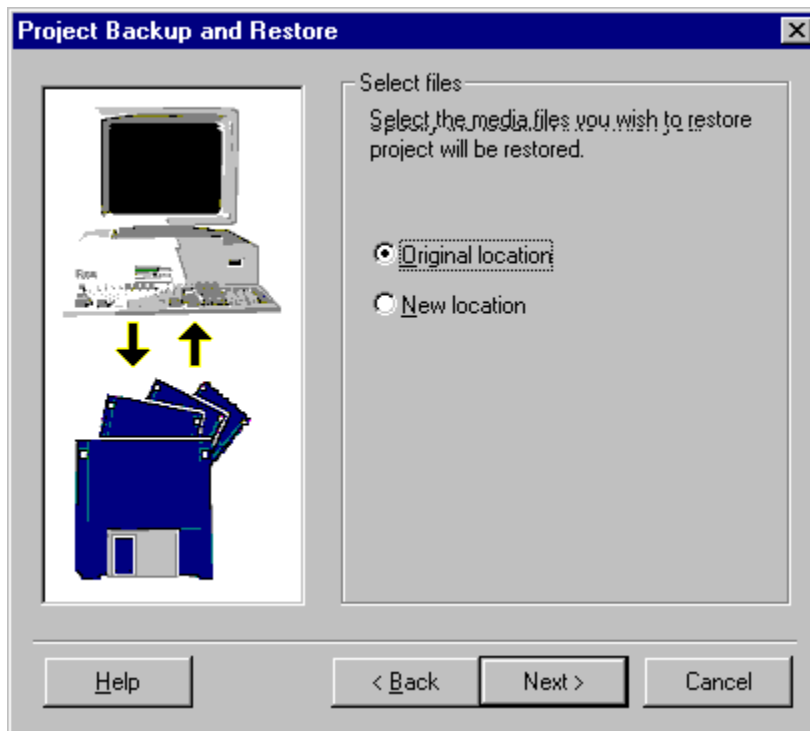 Project Backup and Restore
Select files
Select the media files you wish to restore
project will be restored.
Original location
New location
Help
< Back
Next >
Cancel